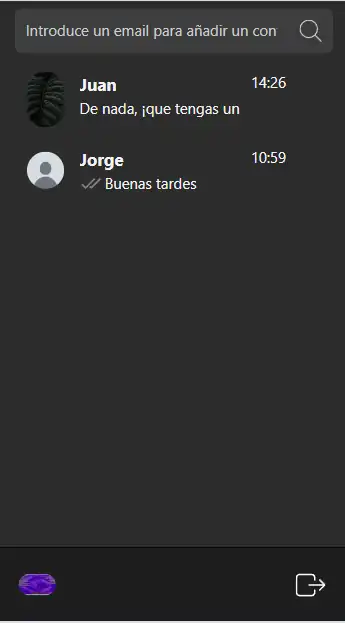 Introduce un email para añadir un con
Juan 14:26
De nada, ¡que tengas un
Jorge 10:59
Buenas tardes